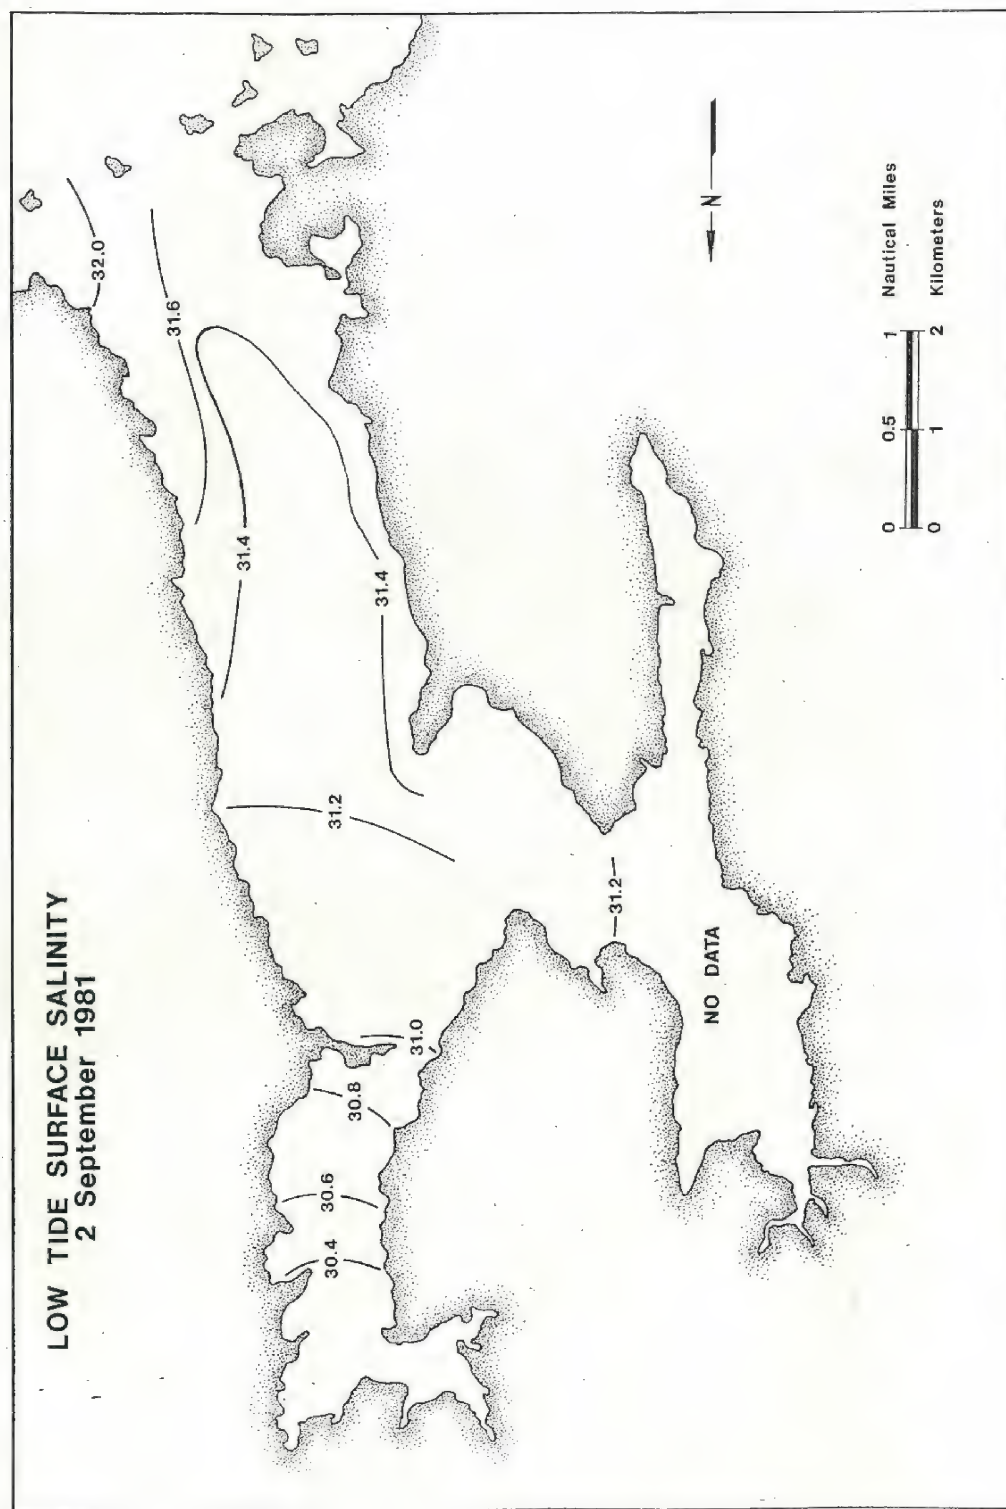 LOW TIDE SURFACE SALINITY
2 September 1981
30.4
30.6
30.8
31.0
31.2
31.2
31.4
31.4
31.6
32.0
NO DATA
N
0 0.5 1 Nautical Miles
0 1 2 Kilometers